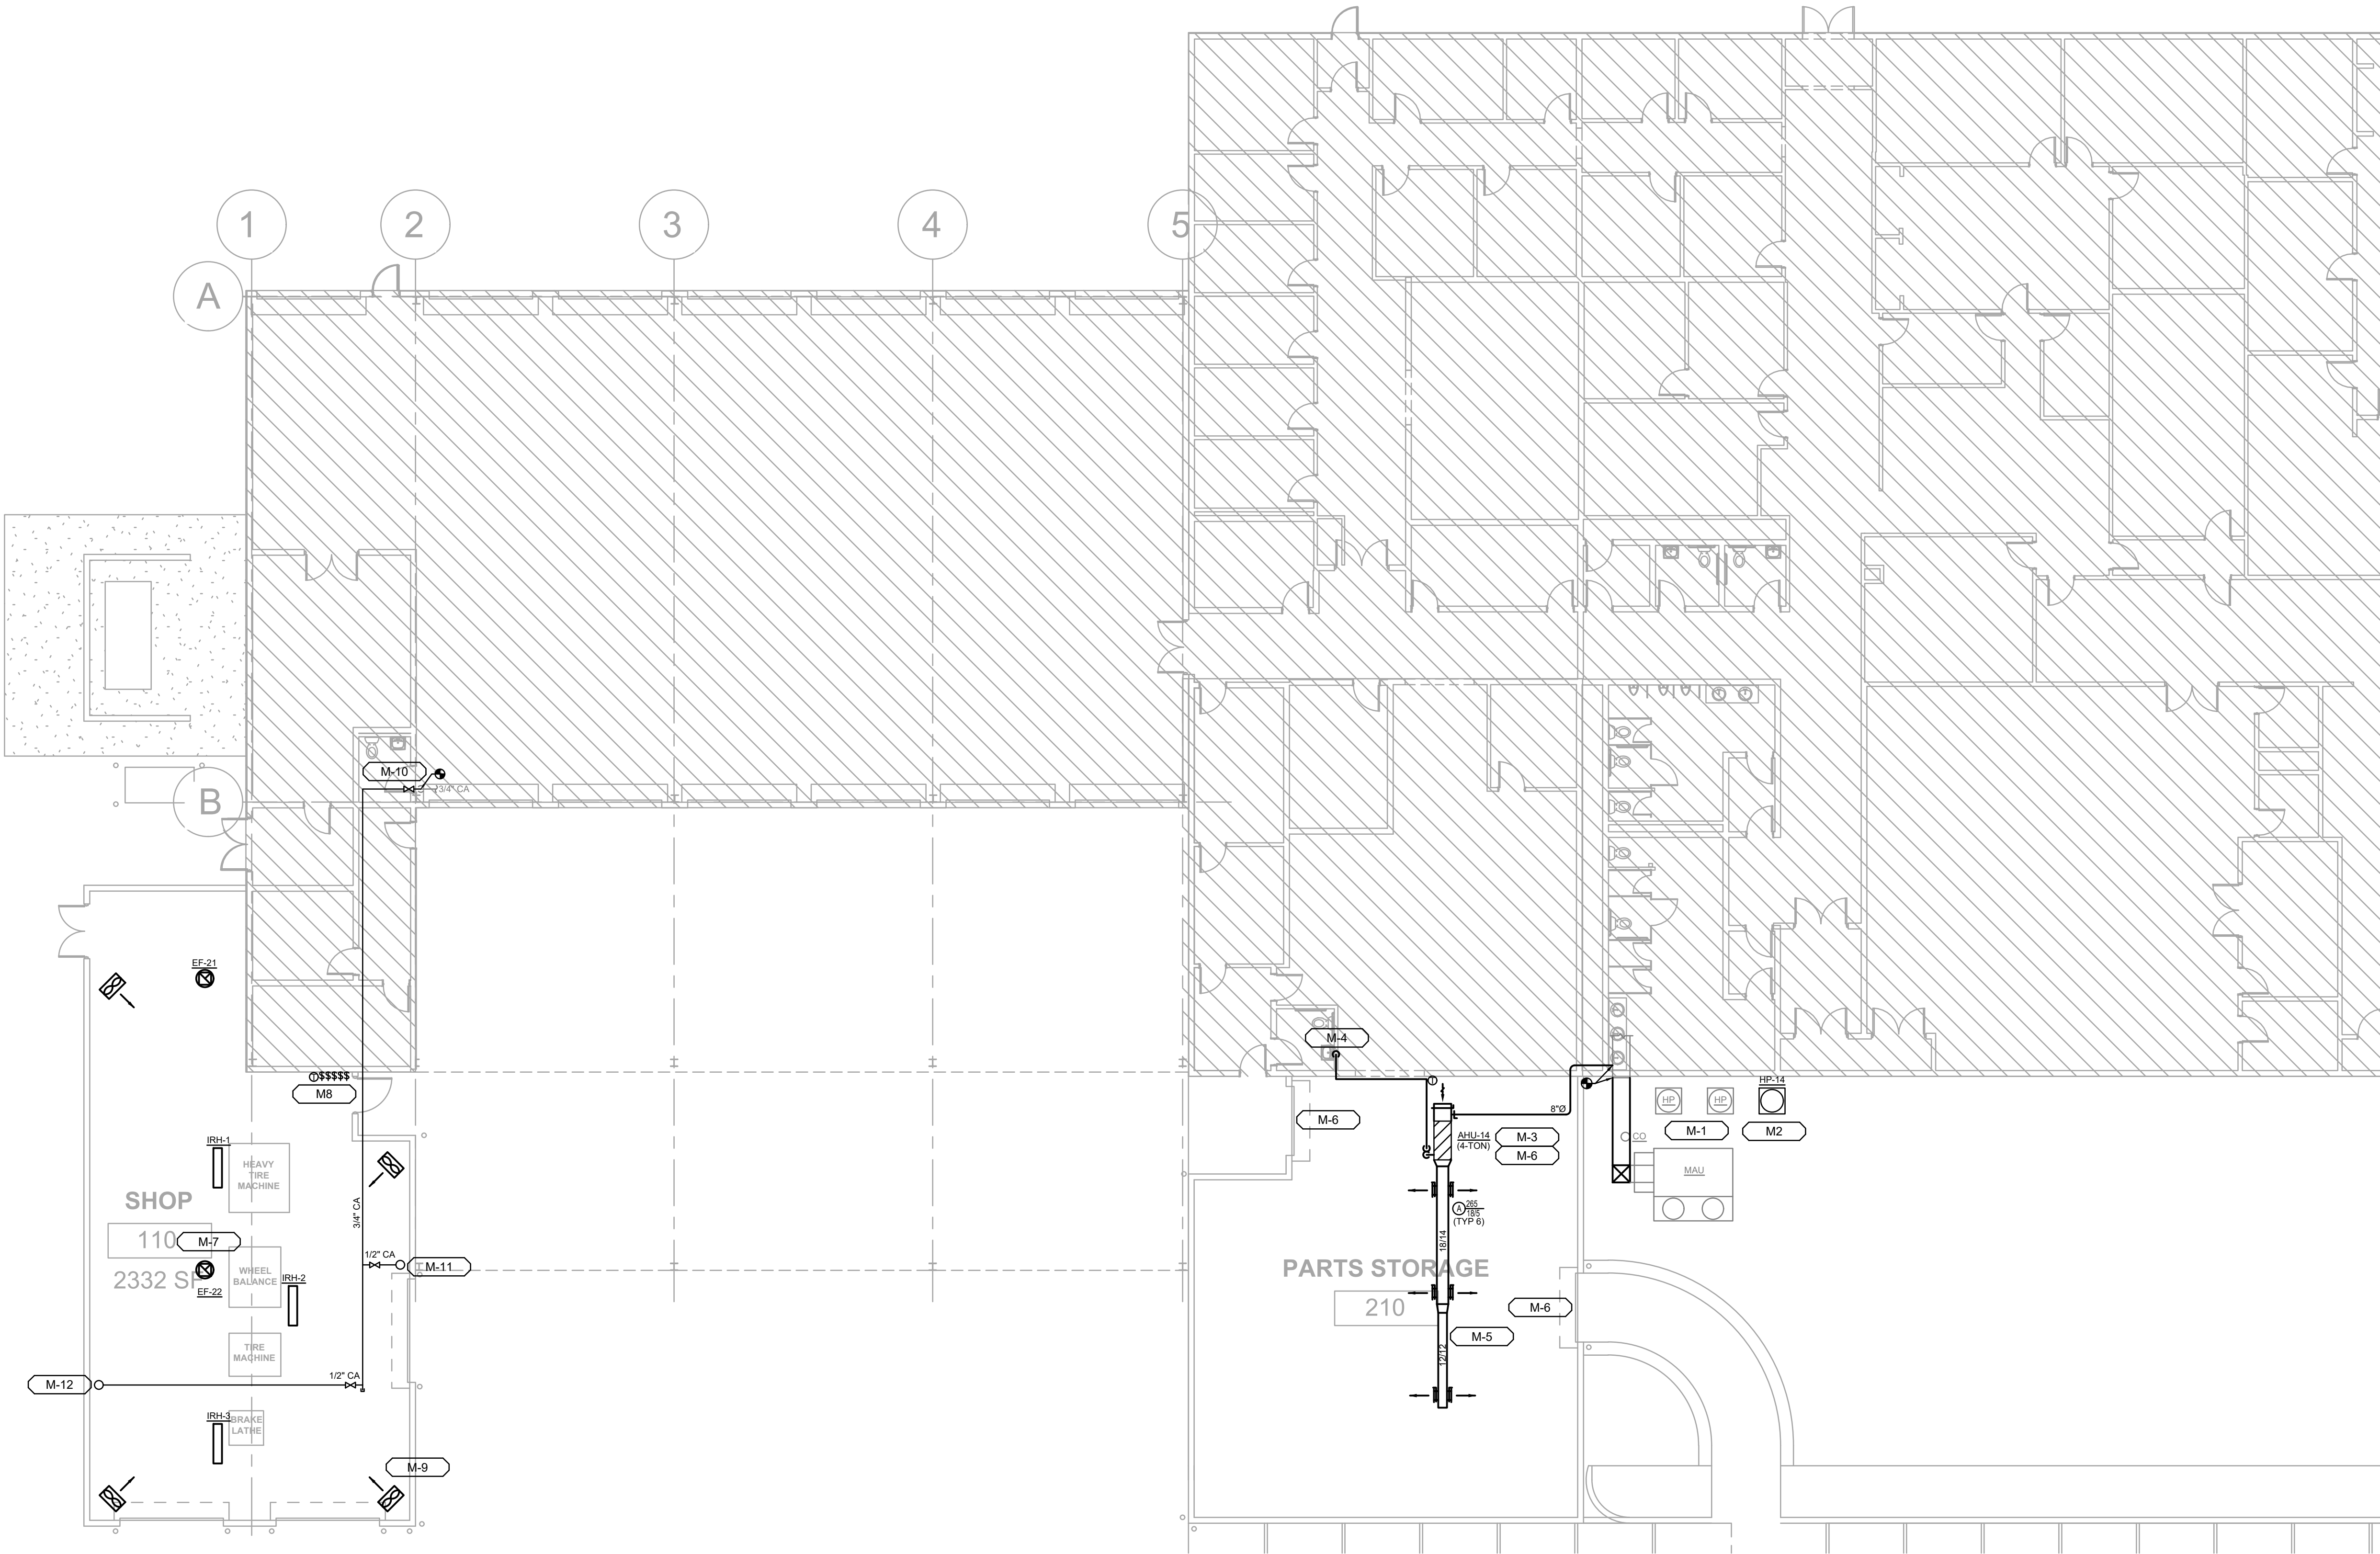 1
2
3
4
5
A
B
M-10
3/4" CA
EF-21
M8
$$$$$
T
IRH-1
HEAVY
TIRE
MACHINE
SHOP
110
M-7
2332 SF
EF-22
WHEEL
BALANCE
IRH-2
3/4" CA
1/2" CA
M-11
TIRE
MACHINE
1/2" CA
M-12
IRH-3
BRAKE
LATHE
M-9
M-4
T
M-6
8"Ø
AHU-14
(4-TON)
M-3
M-6
A
265
18/5
(TYP 6)
18/14
PARTS STORAGE
210
M-6
M-5
12/12
HP
HP
HP-14
M-1
M2
CO
MAU